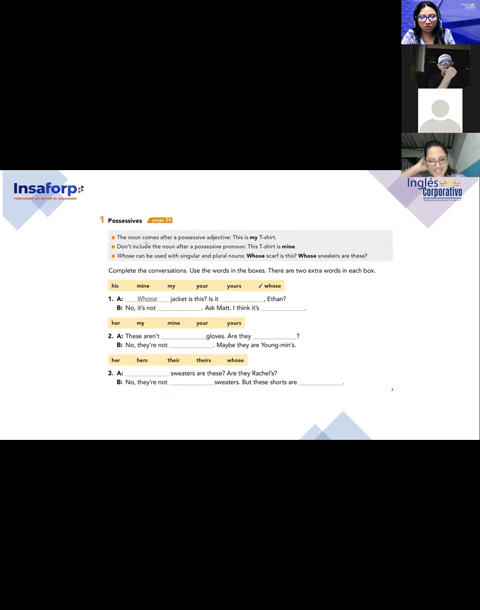 Insaforp
FORMANDO UN MEJOR EL SALVADOR
Inglés
Corporativo
1 Possessives page 24
The noun comes after a possessive adjective: This is my T-shirt.
Don't include the noun after a possessive pronoun: This T-shirt is mine.
Whose can be used with singular and plural nouns: Whose scarf is this? Whose sneakers are these?
Complete the conversations. Use the words in the boxes. There are two extra words in each box.
his mine my your yours ✓ whose
1. A: Whose jacket is this? Is it ____________, Ethan?
B: No, it's not ____________. Ask Matt. I think it's ____________.
her my mine your yours
2. A: These aren't ____________ gloves. Are they ____________?
B: No, they're not ____________. Maybe they are Young-min's.
her hers their theirs whose
3. A: ____________ sweaters are these? Are they Rachel's?
B: No, they're not ____________ sweaters. But these shorts are ____________.